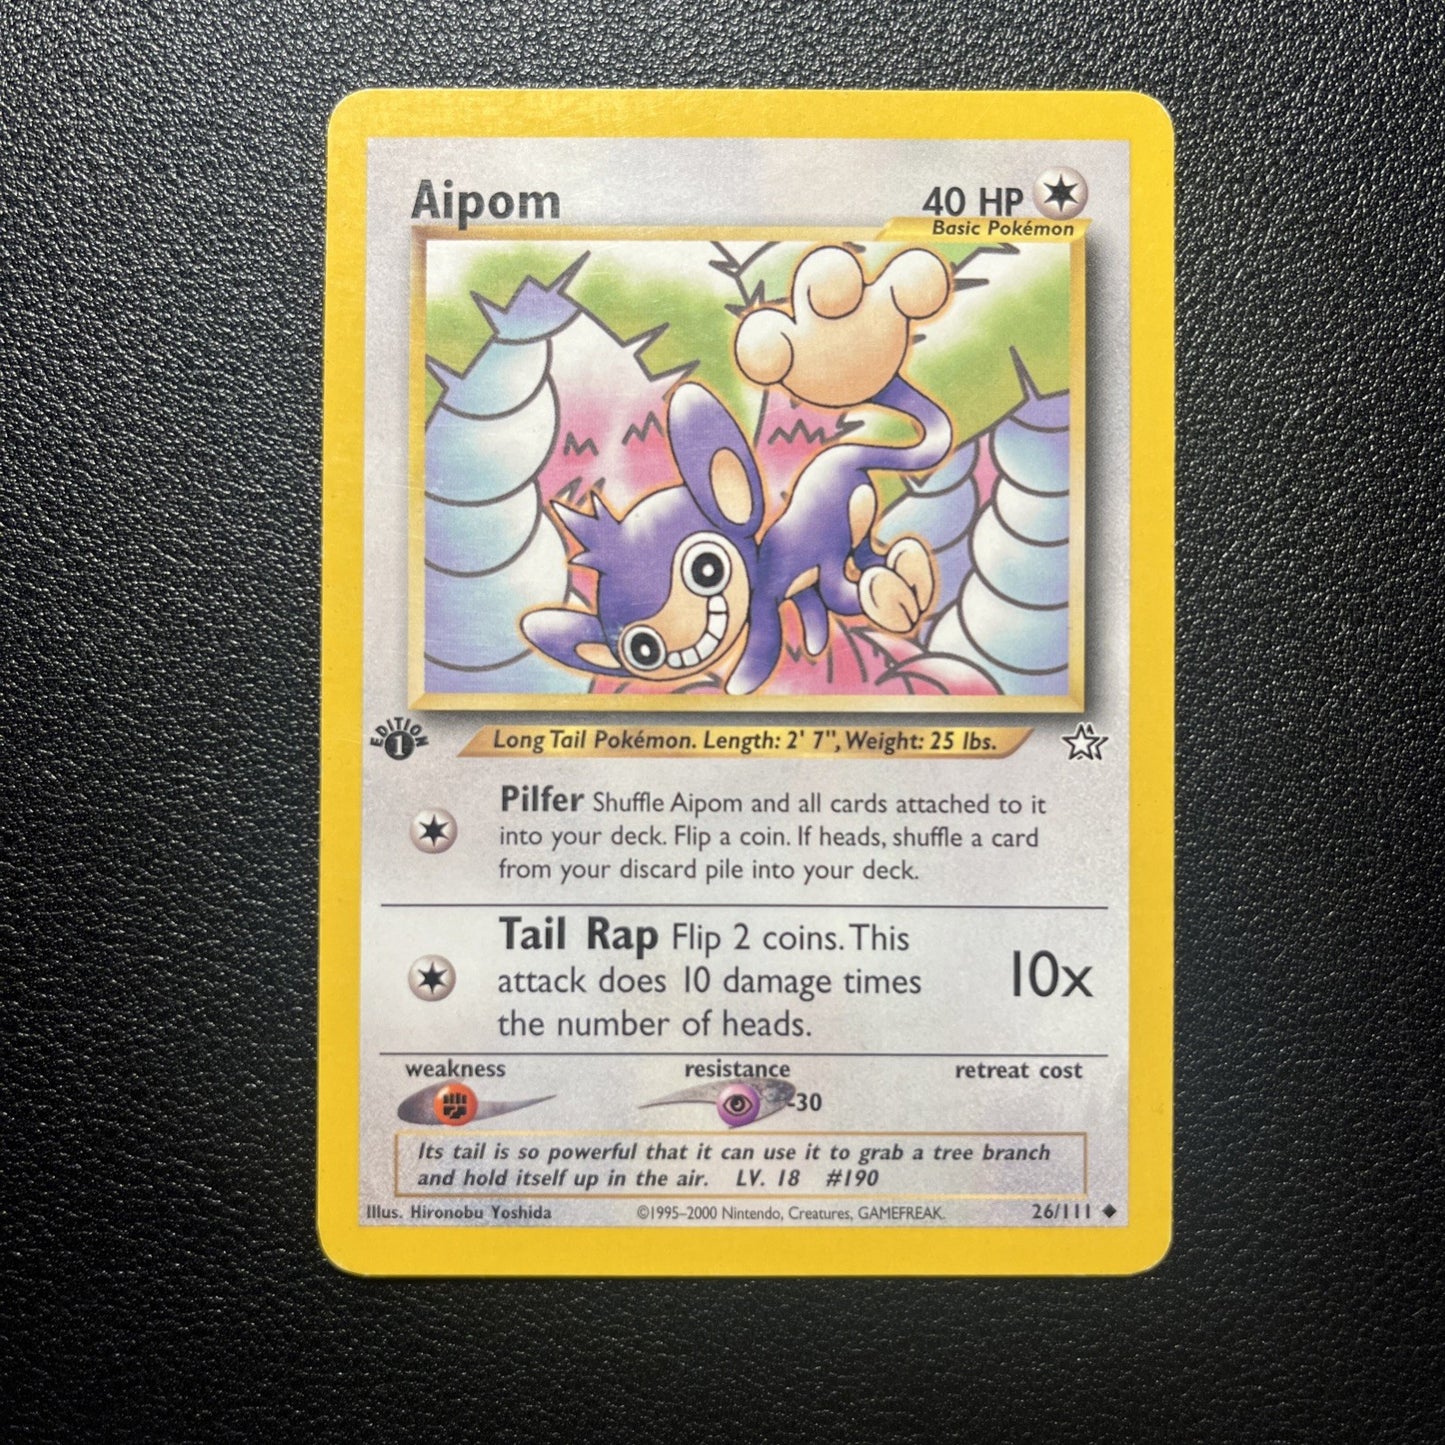 Aipom
40 HP
Basic Pokémon
EDITION
1
Long Tail Pokémon. Length: 2' 7", Weight: 25 lbs.
Pilfer Shuffle Aipom and all cards attached to it
into your deck. Flip a coin. If heads, shuffle a card
from your discard pile into your deck.
Tail Rap Flip 2 coins. This
attack does 10 damage times
the number of heads.
10x
weakness
resistance
retreat cost
-30
Its tail is so powerful that it can use it to grab a tree branch
and hold itself up in the air. LV. 18 #190
Illus. Hironobu Yoshida
©1995–2000 Nintendo, Creatures, GAMEFREAK.
26/111